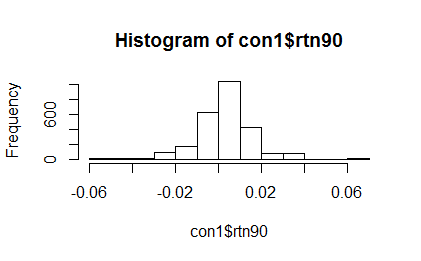 Histogram of con1$rtn90
Frequency
600
0
-0.06 -0.02 0.02 0.06
con1$rtn90